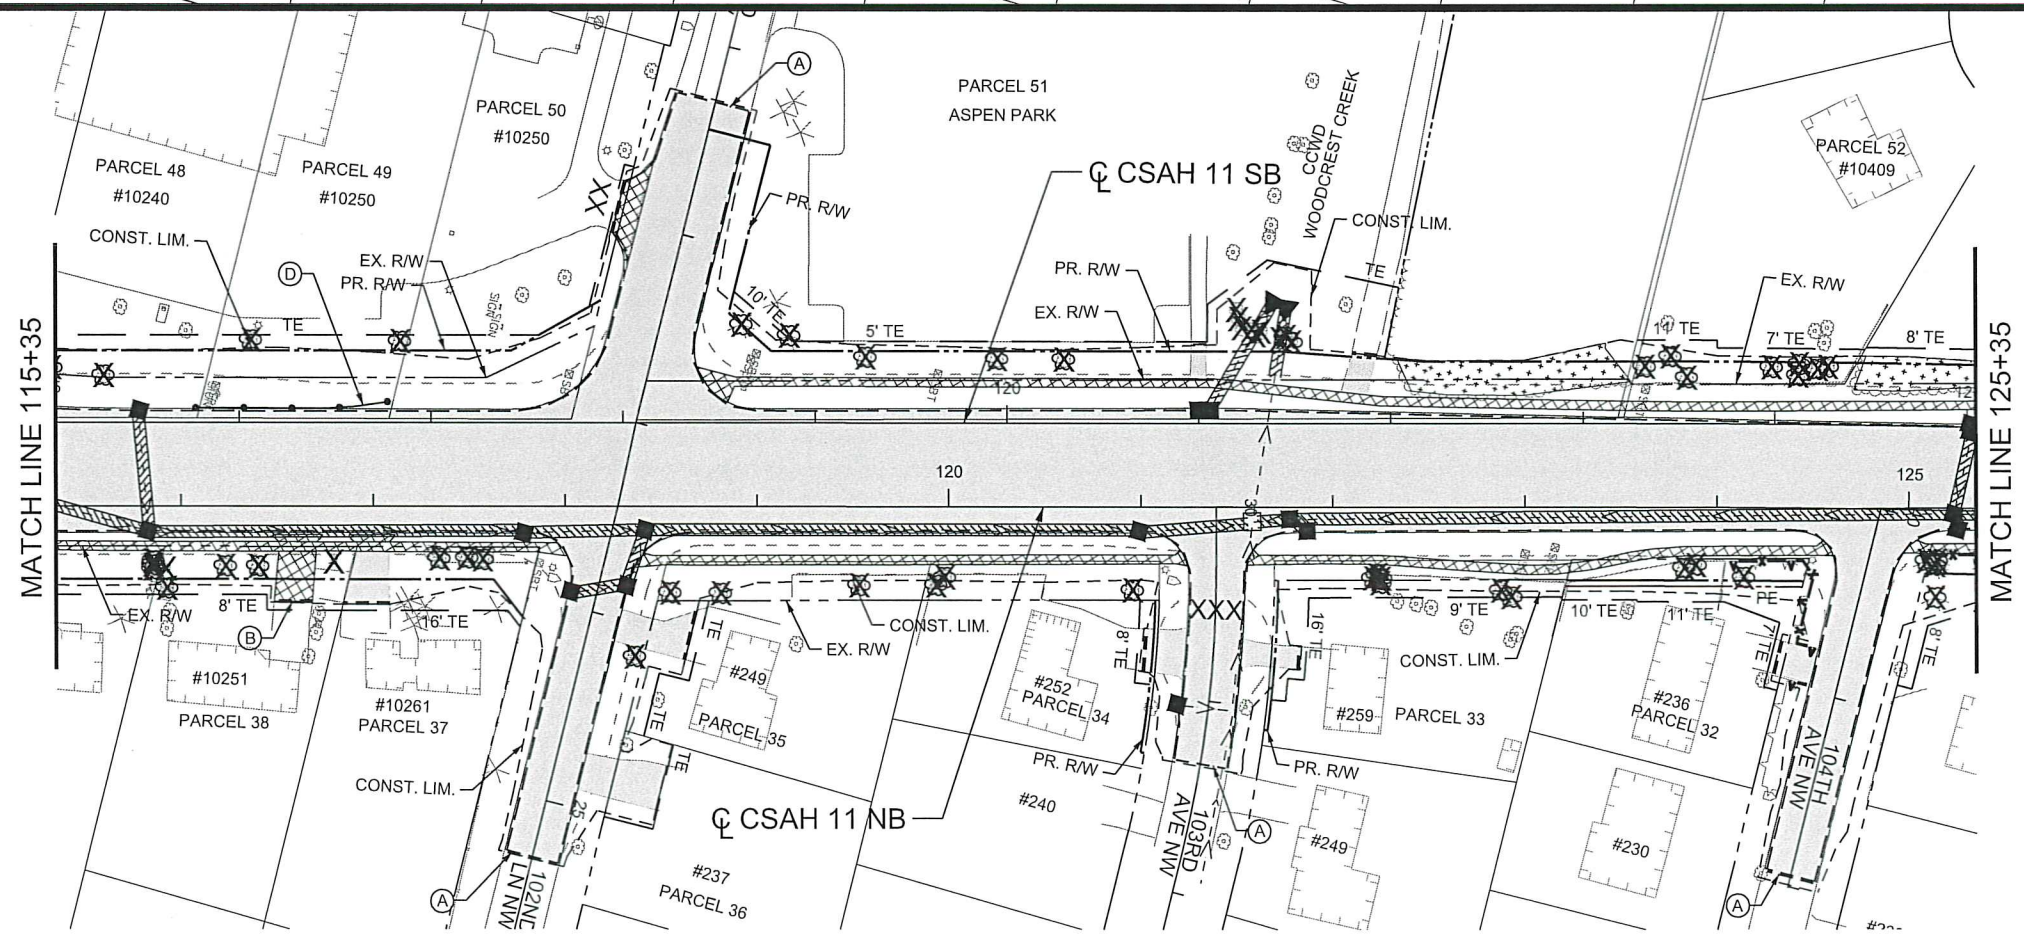 PARCEL 51
ASPEN PARK
PARCEL 50
#10250
PARCEL 48
#10240
PARCEL 49
#10250
PARCEL 52
#10409
CCWD
WOODCREST CREEK
℄ CSAH 11 SB
A
PR. R/W
CONST. LIM.
CONST. LIM.
D
EX. R/W
PR. R/W
SIGN
SIGN
TE
10' TE
5' TE
PR. R/W
EX. R/W
TE
EX. R/W
11' TE
7' TE
8' TE
MATCH LINE 115+35
MATCH LINE 125+35
120
120
125
30
EX. R/W
8' TE
B
16' TE
#10251
PARCEL 38
#10261
PARCEL 37
CONST. LIM.
TE
TE
TE
#249
PARCEL 35
EX. R/W
CONST. LIM.
8' TE
#252
PARCEL 34
16' TE
#259
PARCEL 33
CONST. LIM.
9' TE
10' TE
11' TE
PE
7' TE
8' TE
#236
PARCEL 32
104TH
AVE NW
PR. R/W
PR. R/W
℄ CSAH 11 NB
#240
103RD
AVE NW
A
#249
#230
A
25
102ND
LN NW
A
#237
PARCEL 36